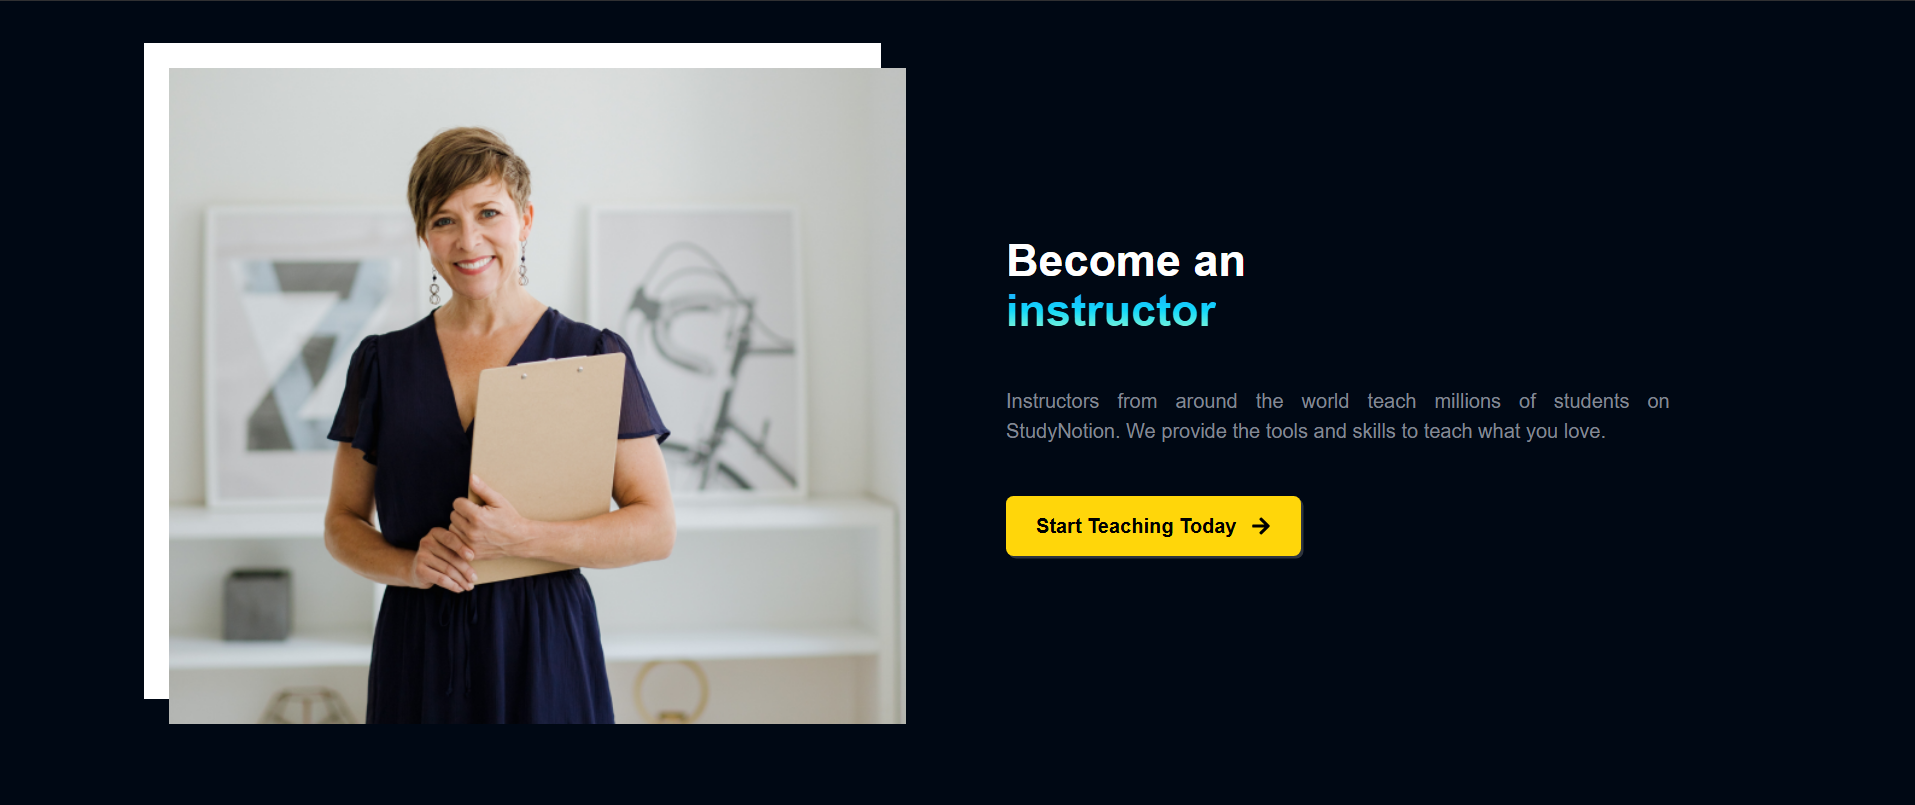 Become an
instructor
Instructors from around the world teach millions of students on
StudyNotion. We provide the tools and skills to teach what you love.
Start Teaching Today